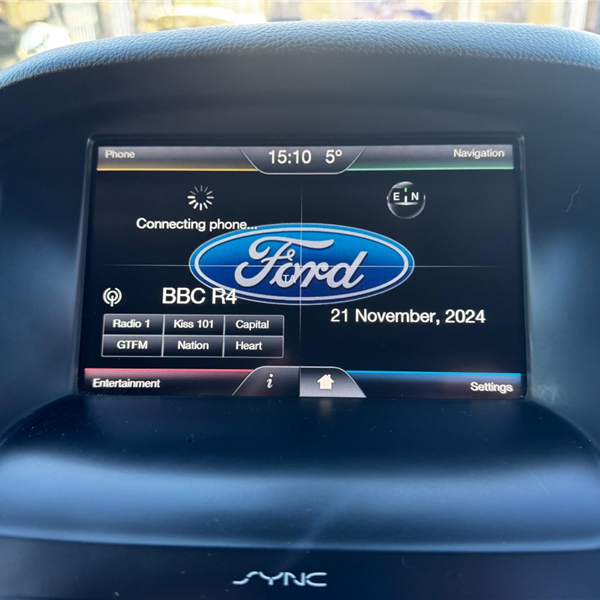 Phone
15:10 5°
Navigation
Connecting phone...
E N
Ford
TA
BBC R4
21 November, 2024
Radio 1 Kiss 101 Capital
GTFM Nation Heart
Entertainment
i
Settings
SYNC